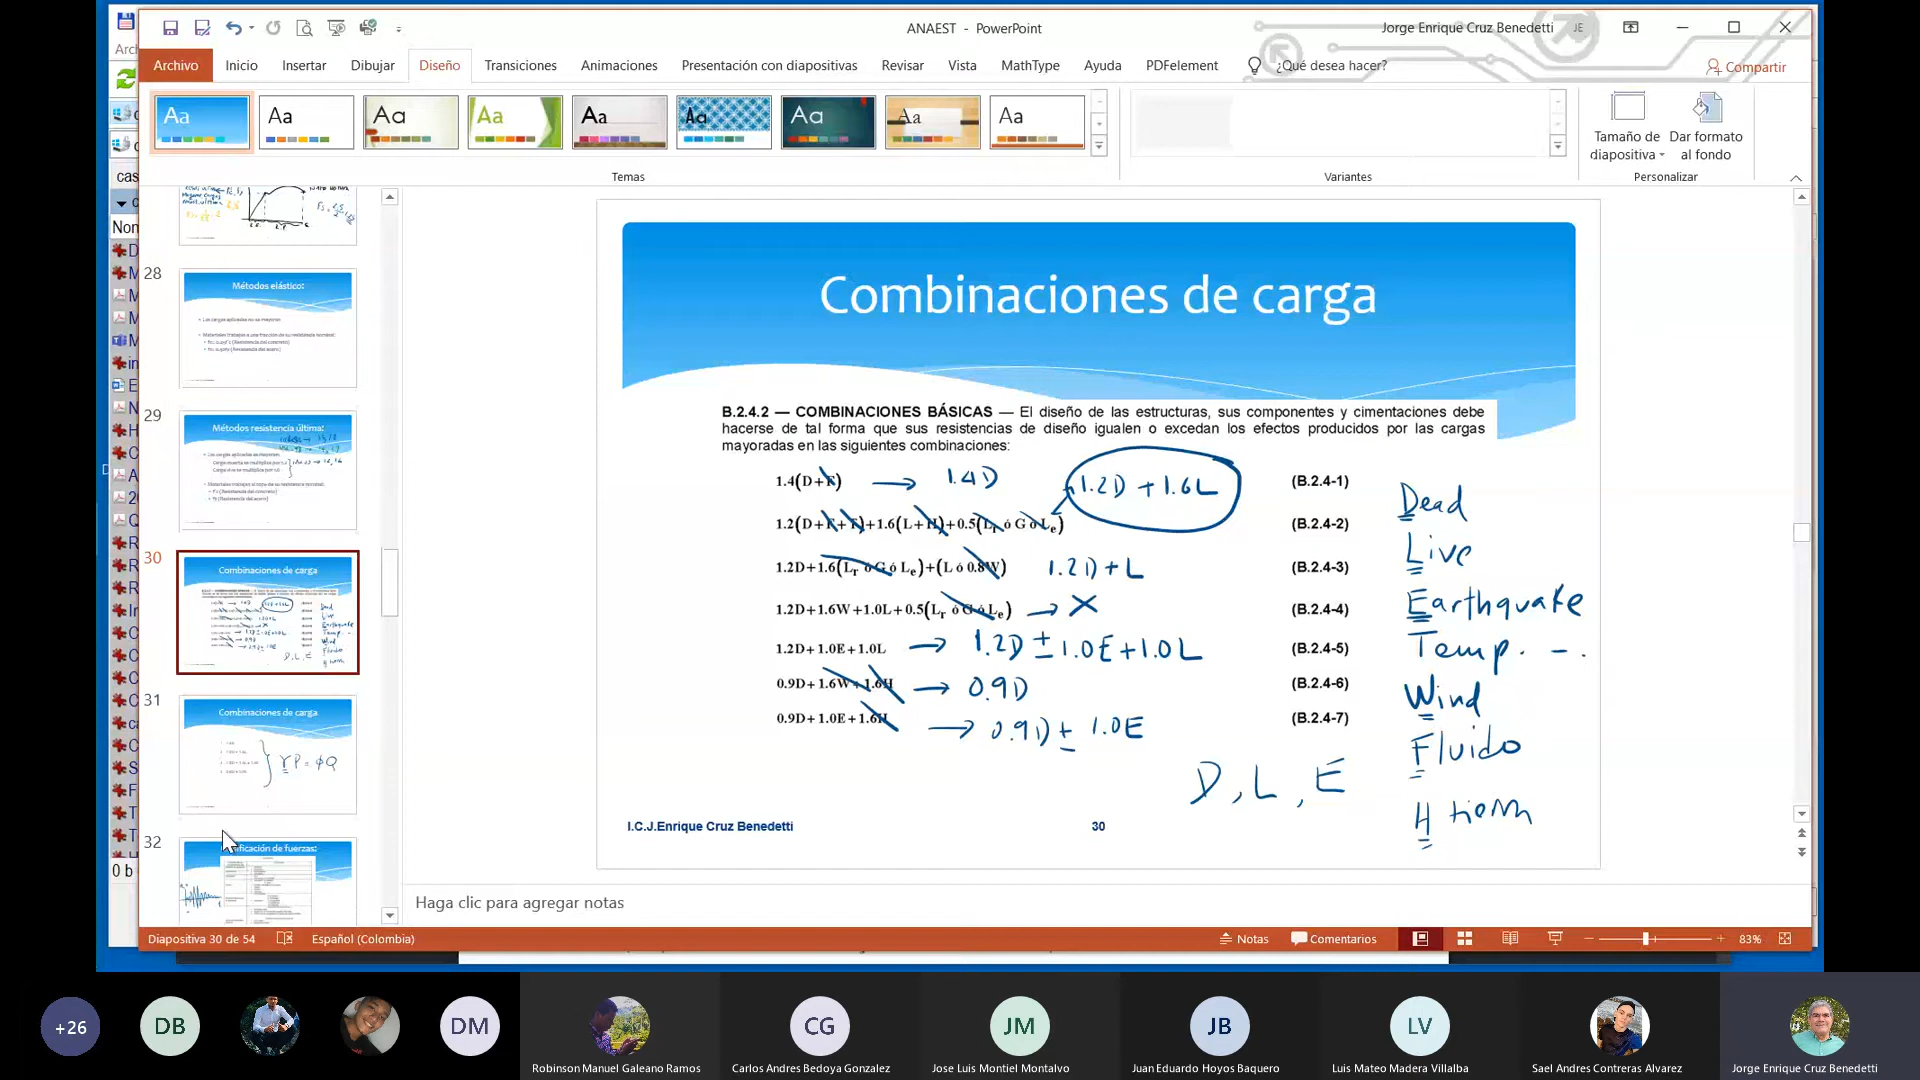 ANAEST - PowerPoint
Jorge Enrique Cruz Benedetti
JE
Archivo
Inicio
Insertar
Dibujar
Diseño
Transiciones
Animaciones
Presentación con diapositivas
Revisar
Vista
MathType
Ayuda
PDFelement
¿Qué desea hacer?
Compartir
Aa
Aa
Aa
Aa
Aa
Aa
Aa
Aa
Aa
Tamaño de diapositiva
Dar formato al fondo
Temas
Variantes
Personalizar
28
Métodos elástico:
29
Métodos resistencia última:
30
Combinaciones de carga
31
Combinaciones de carga
γP = φQ
32
Combinaciones de carga
B.2.4.2 — COMBINACIONES BÁSICAS — El diseño de las estructuras, sus componentes y cimentaciones debe
hacerse de tal forma que sus resistencias de diseño igualen o excedan los efectos producidos por las cargas
mayoradas en las siguientes combinaciones:
1.4(D+F) → 1.4D (B.2.4-1)
1.2D + 1.6L
1.2(D+F+T)+1.6(L+H)+0.5(Lr ó G ó Le) (B.2.4-2)
1.2D+1.6(Lr ó G ó Le)+(L ó 0.8W) 1.2D+L (B.2.4-3)
1.2D+1.6W+1.0L+0.5(Lr ó G ó Le) → X (B.2.4-4)
1.2D+1.0E+1.0L → 1.2D ± 1.0E+1.0L (B.2.4-5)
0.9D+1.6W+1.6H → 0.9D (B.2.4-6)
0.9D+1.0E+1.6H → 0.9D ± 1.0E (B.2.4-7)
Dead
Live
Earthquake
Temp. - .
Wind
Fluido
H
D, L, E
I.C.J.Enrique Cruz Benedetti
30
Haga clic para agregar notas
Diapositiva 30 de 54
Español (Colombia)
Notas
Comentarios
83%
+26
DB
DM
CG
JM
JB
LV
Robinson Manuel Galeano Ramos
Carlos Andres Bedoya Gonzalez
Jose Luis Montiel Montalvo
Juan Eduardo Hoyos Baquero
Luis Mateo Madera Villalba
Sael Andres Contreras Alvarez
Jorge Enrique Cruz Benedetti